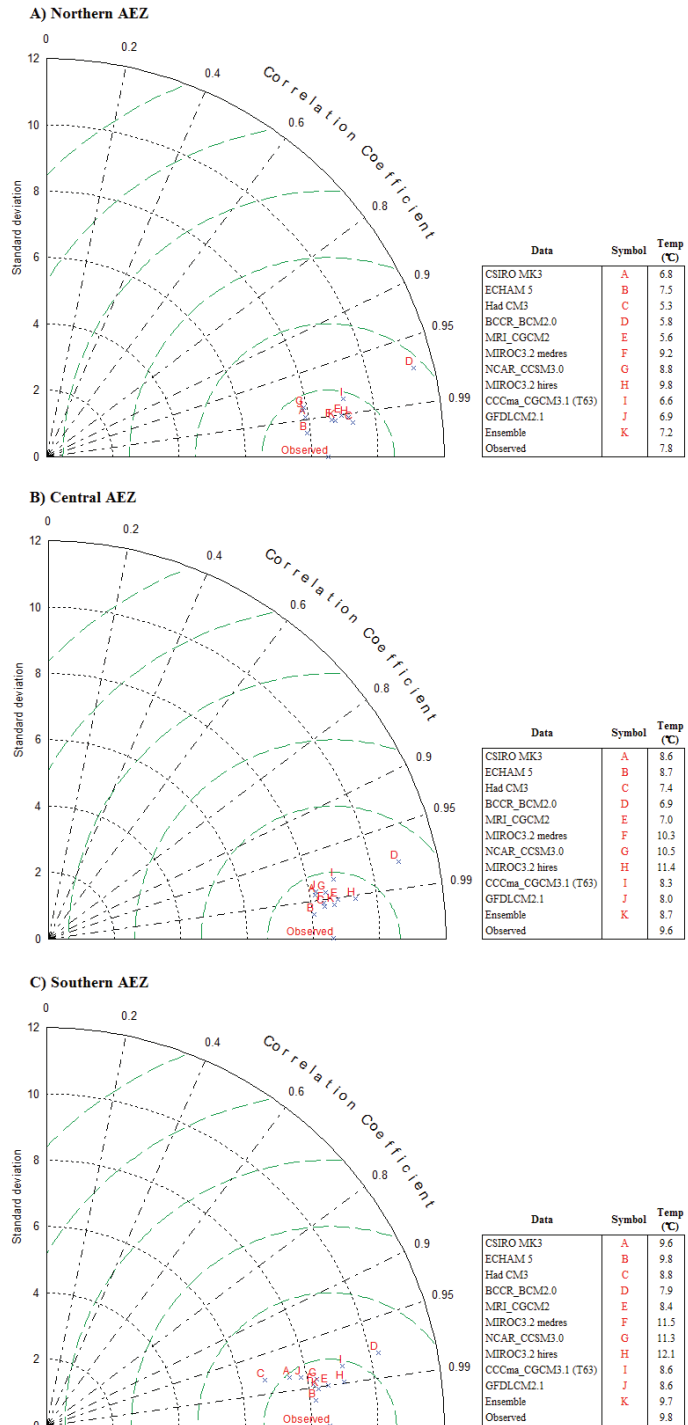 A) Northern AEZ
0
0.2
0.4
0.6
0.8
0.9
0.95
0.99
Correlation Coefficient
12
10
8
6
4
2
0
Standard deviation
D
I
G
A
B
E
H
Observed
Data Symbol Temp (℃)
CSIRO MK3 A 6.8
ECHAM 5 B 7.5
Had CM3 C 5.3
BCCR_BCM2.0 D 5.8
MRI_CGCM2 E 5.6
MIROC3.2 medres F 9.2
NCAR_CCSM3.0 G 8.8
MIROC3.2 hires H 9.8
CCCma_CGCM3.1 (T63) I 6.6
GFDLCM2.1 J 6.9
Ensemble K 7.2
Observed 7.8
B) Central AEZ
0
0.2
0.4
0.6
0.8
0.9
0.95
0.99
Correlation Coefficient
12
10
8
6
4
2
0
Standard deviation
D
I
A
G
E
H
Observed
Data Symbol Temp (℃)
CSIRO MK3 A 8.6
ECHAM 5 B 8.7
Had CM3 C 7.4
BCCR_BCM2.0 D 6.9
MRI_CGCM2 E 7.0
MIROC3.2 medres F 10.3
NCAR_CCSM3.0 G 10.5
MIROC3.2 hires H 11.4
CCCma_CGCM3.1 (T63) I 8.3
GFDLCM2.1 J 8.0
Ensemble K 8.7
Observed 9.6
C) Southern AEZ
0
0.2
0.4
0.6
0.8
0.9
0.95
0.99
Correlation Coefficient
12
10
8
6
4
2
0
Standard deviation
D
I
C
A
J
G
E
H
B
Observed
Data Symbol Temp (℃)
CSIRO MK3 A 9.6
ECHAM 5 B 9.8
Had CM3 C 8.8
BCCR_BCM2.0 D 7.9
MRI_CGCM2 E 8.4
MIROC3.2 medres F 11.5
NCAR_CCSM3.0 G 11.3
MIROC3.2 hires H 12.1
CCCma_CGCM3.1 (T63) I 8.6
GFDLCM2.1 J 8.6
Ensemble K 9.7
Observed 9.8